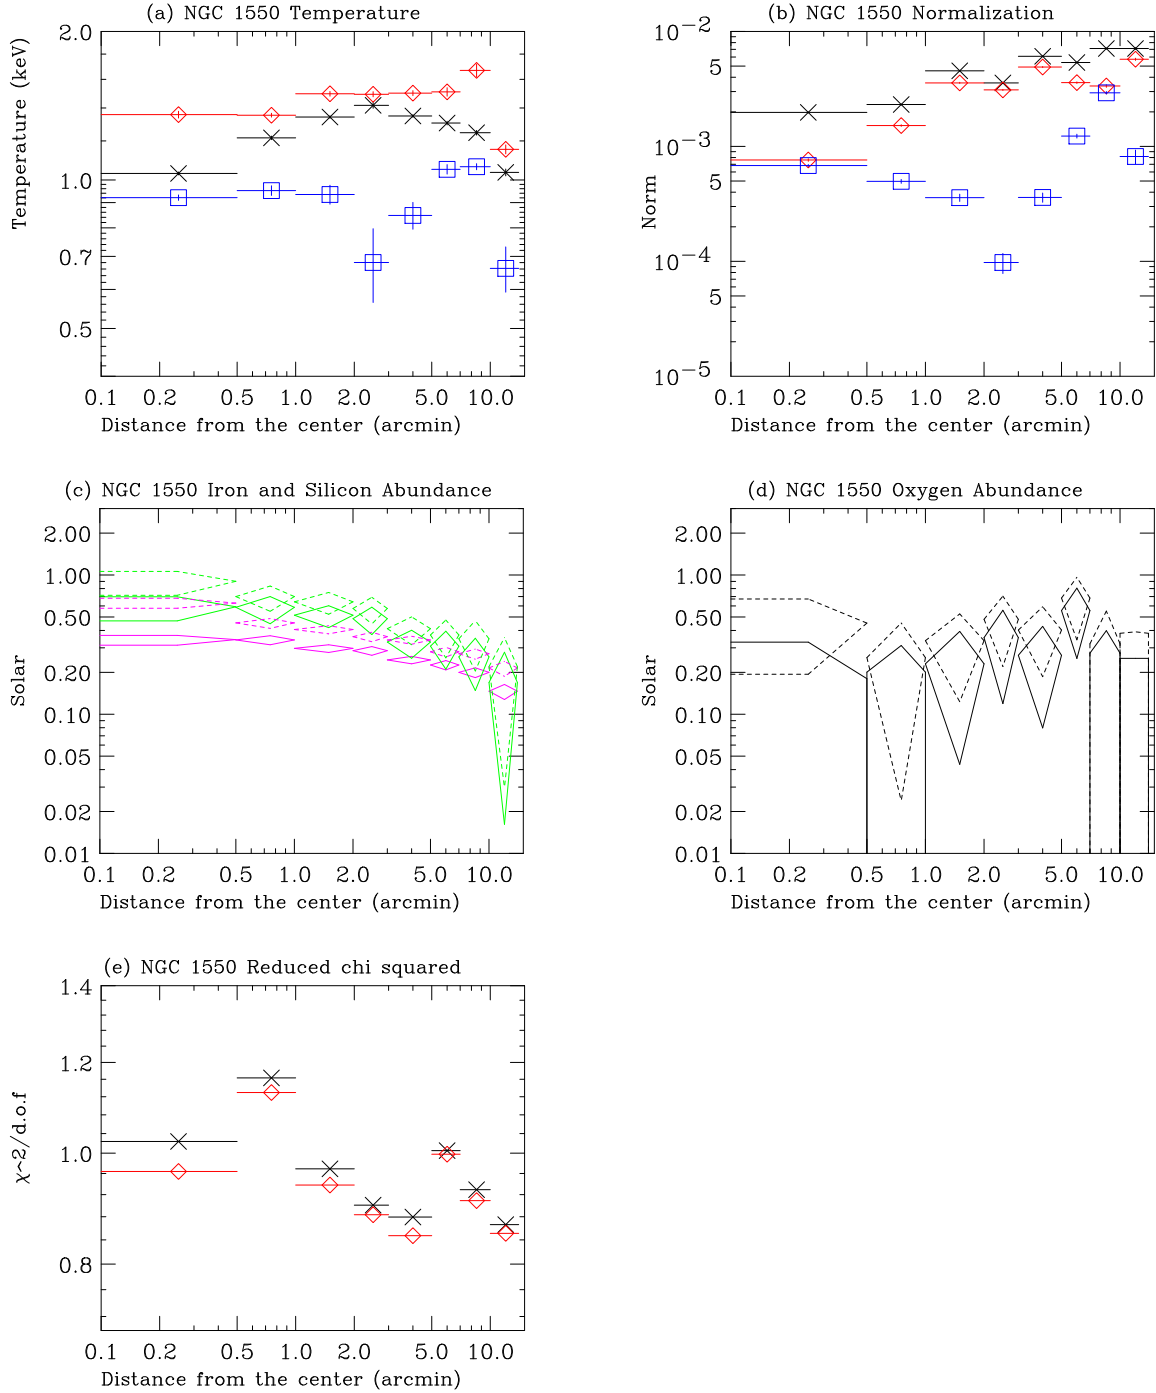 (a) NGC 1550 Temperature
Temperature (keV)
2.0
1.0
0.7
0.5
0.1 0.2 0.5 1.0 2.0 5.0 10.0
Distance from the center (arcmin)
(b) NGC 1550 Normalization
Norm
10−2
5
10−3
5
10−4
5
10−5
0.1 0.2 0.5 1.0 2.0 5.0 10.0
Distance from the center (arcmin)
(c) NGC 1550 Iron and Silicon Abundance
Solar
2.00
1.00
0.50
0.20
0.10
0.05
0.02
0.01
0.1 0.2 0.5 1.0 2.0 5.0 10.0
Distance from the center (arcmin)
(d) NGC 1550 Oxygen Abundance
Solar
2.00
1.00
0.50
0.20
0.10
0.05
0.02
0.01
0.1 0.2 0.5 1.0 2.0 5.0 10.0
Distance from the center (arcmin)
(e) NGC 1550 Reduced chi squared
χ^2/d.o.f
1.4
1.2
1.0
0.8
0.1 0.2 0.5 1.0 2.0 5.0 10.0
Distance from the center (arcmin)